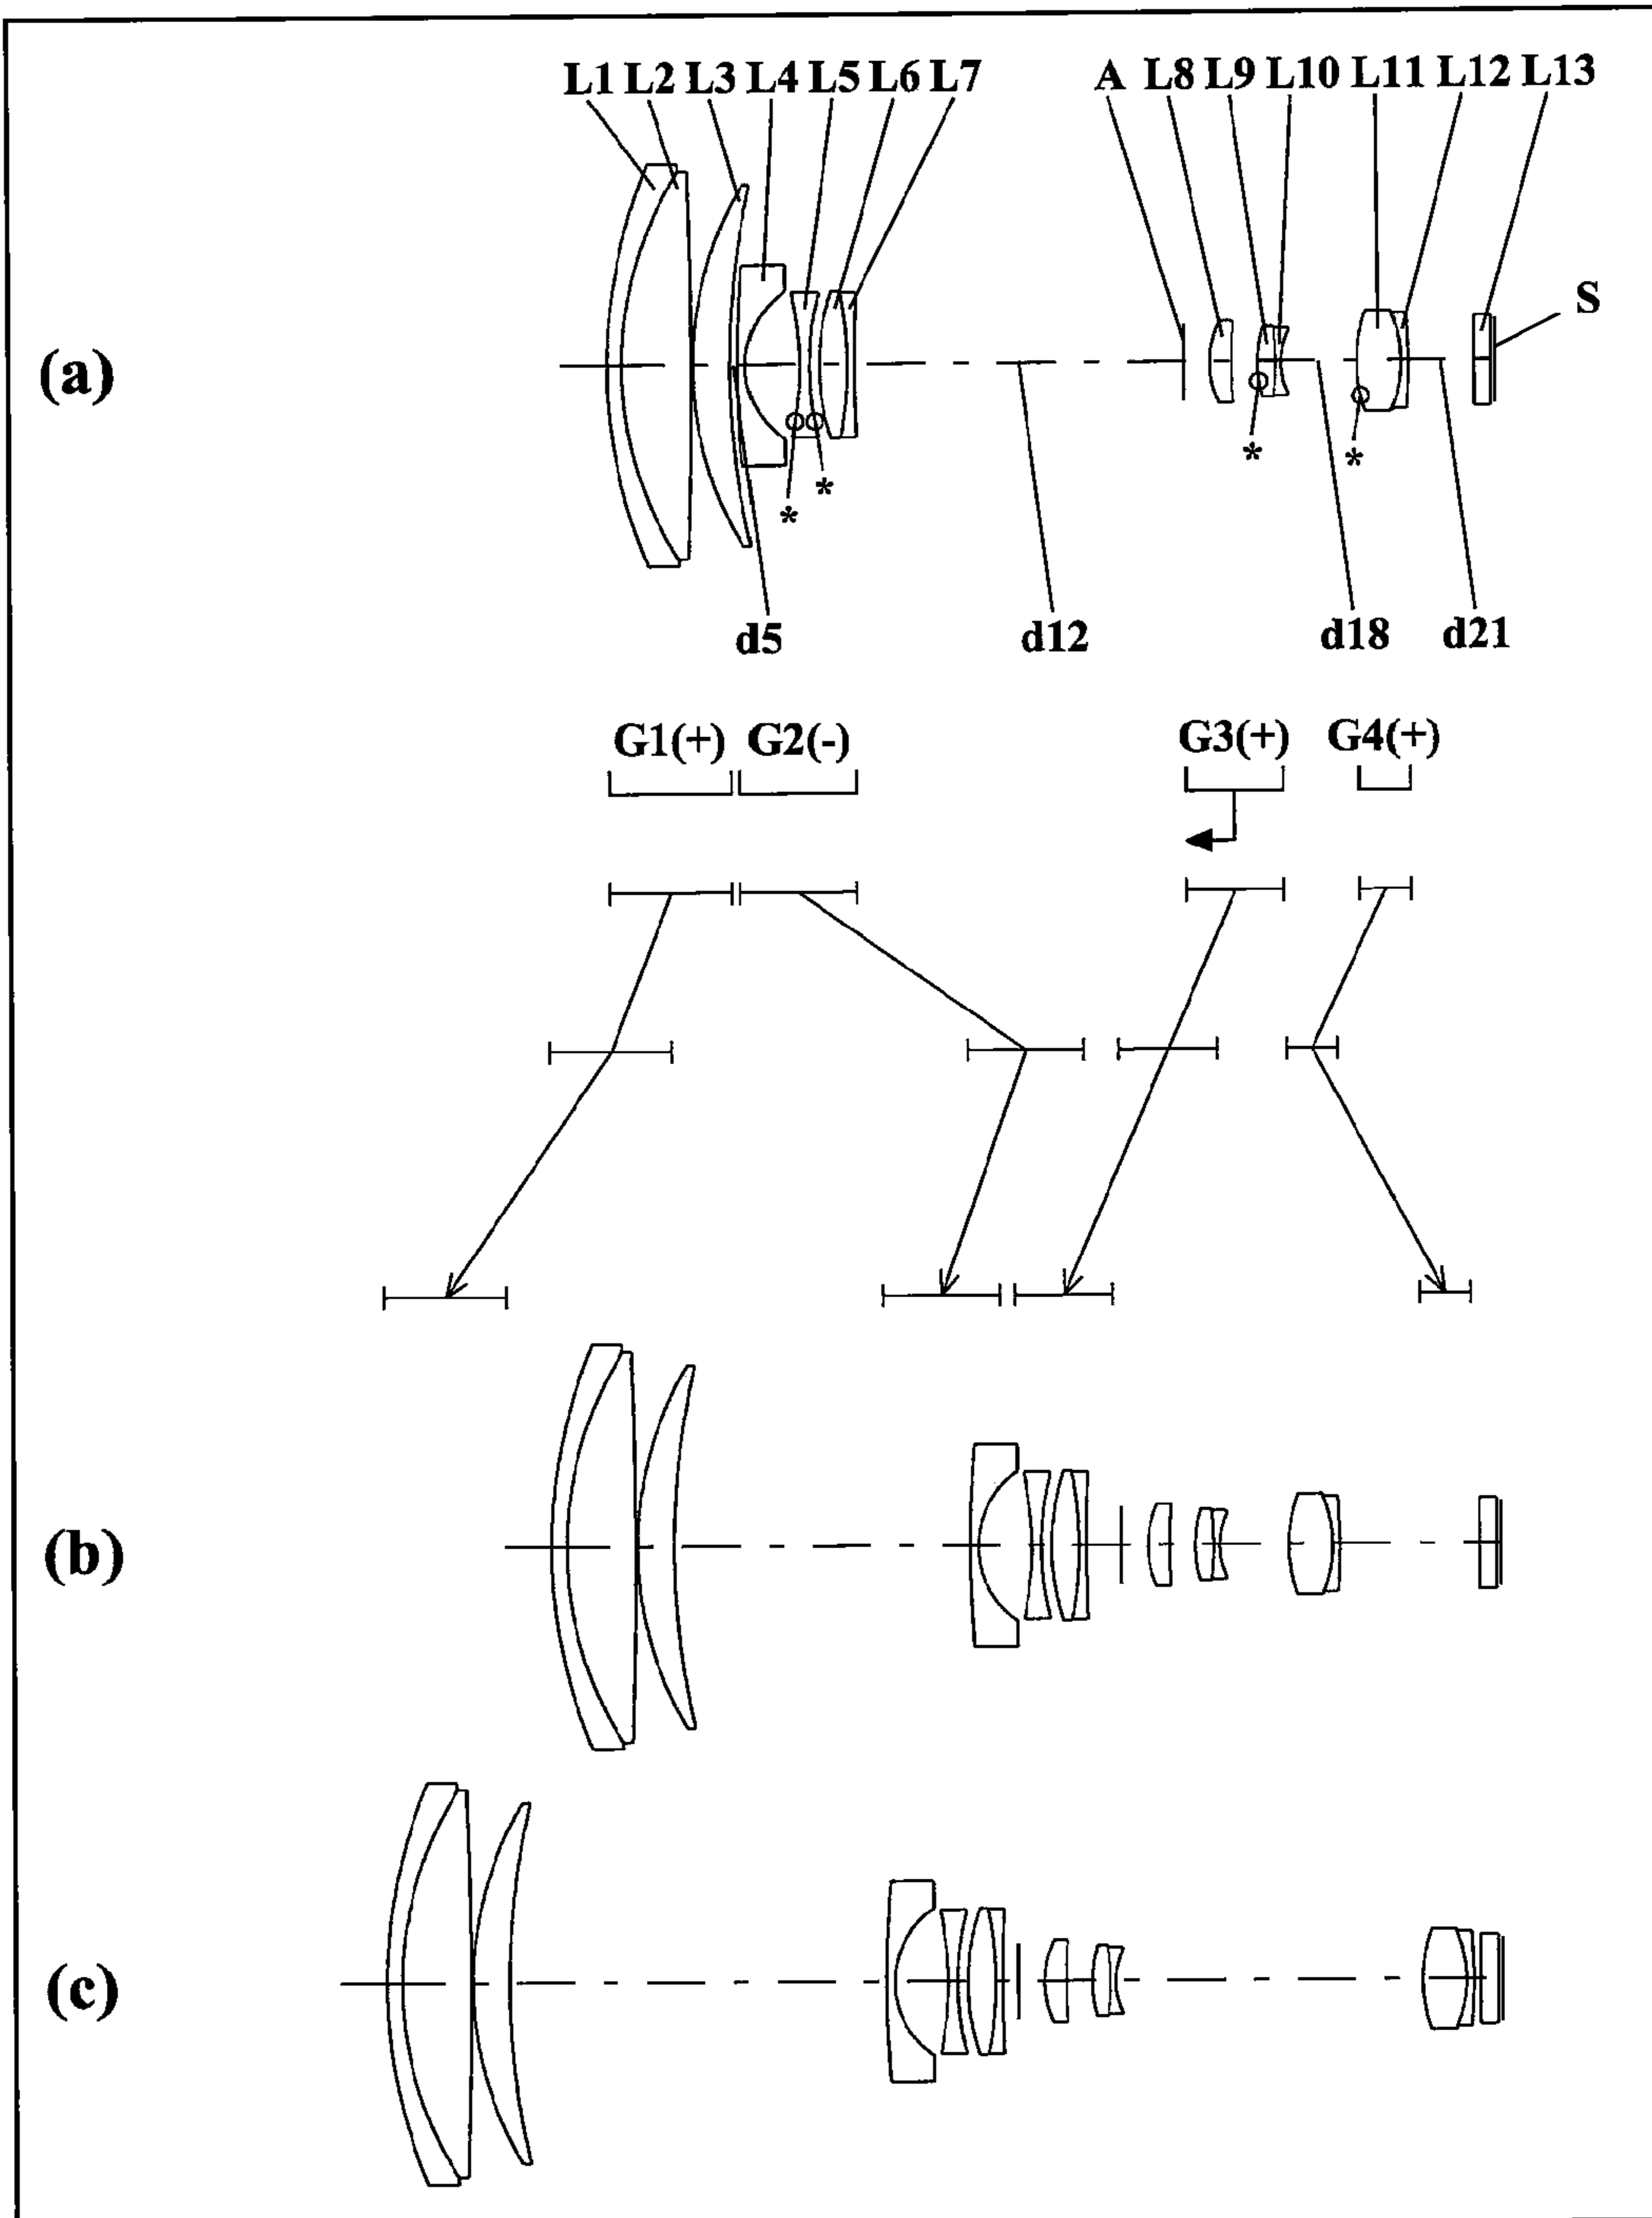 L1 L2 L3 L4 L5 L6 L7 A L8 L9 L10 L11 L12 L13
S
(a)
* * * *
d5 d12 d18 d21
G1(+) G2(-) G3(+) G4(+)
(b)
(c)